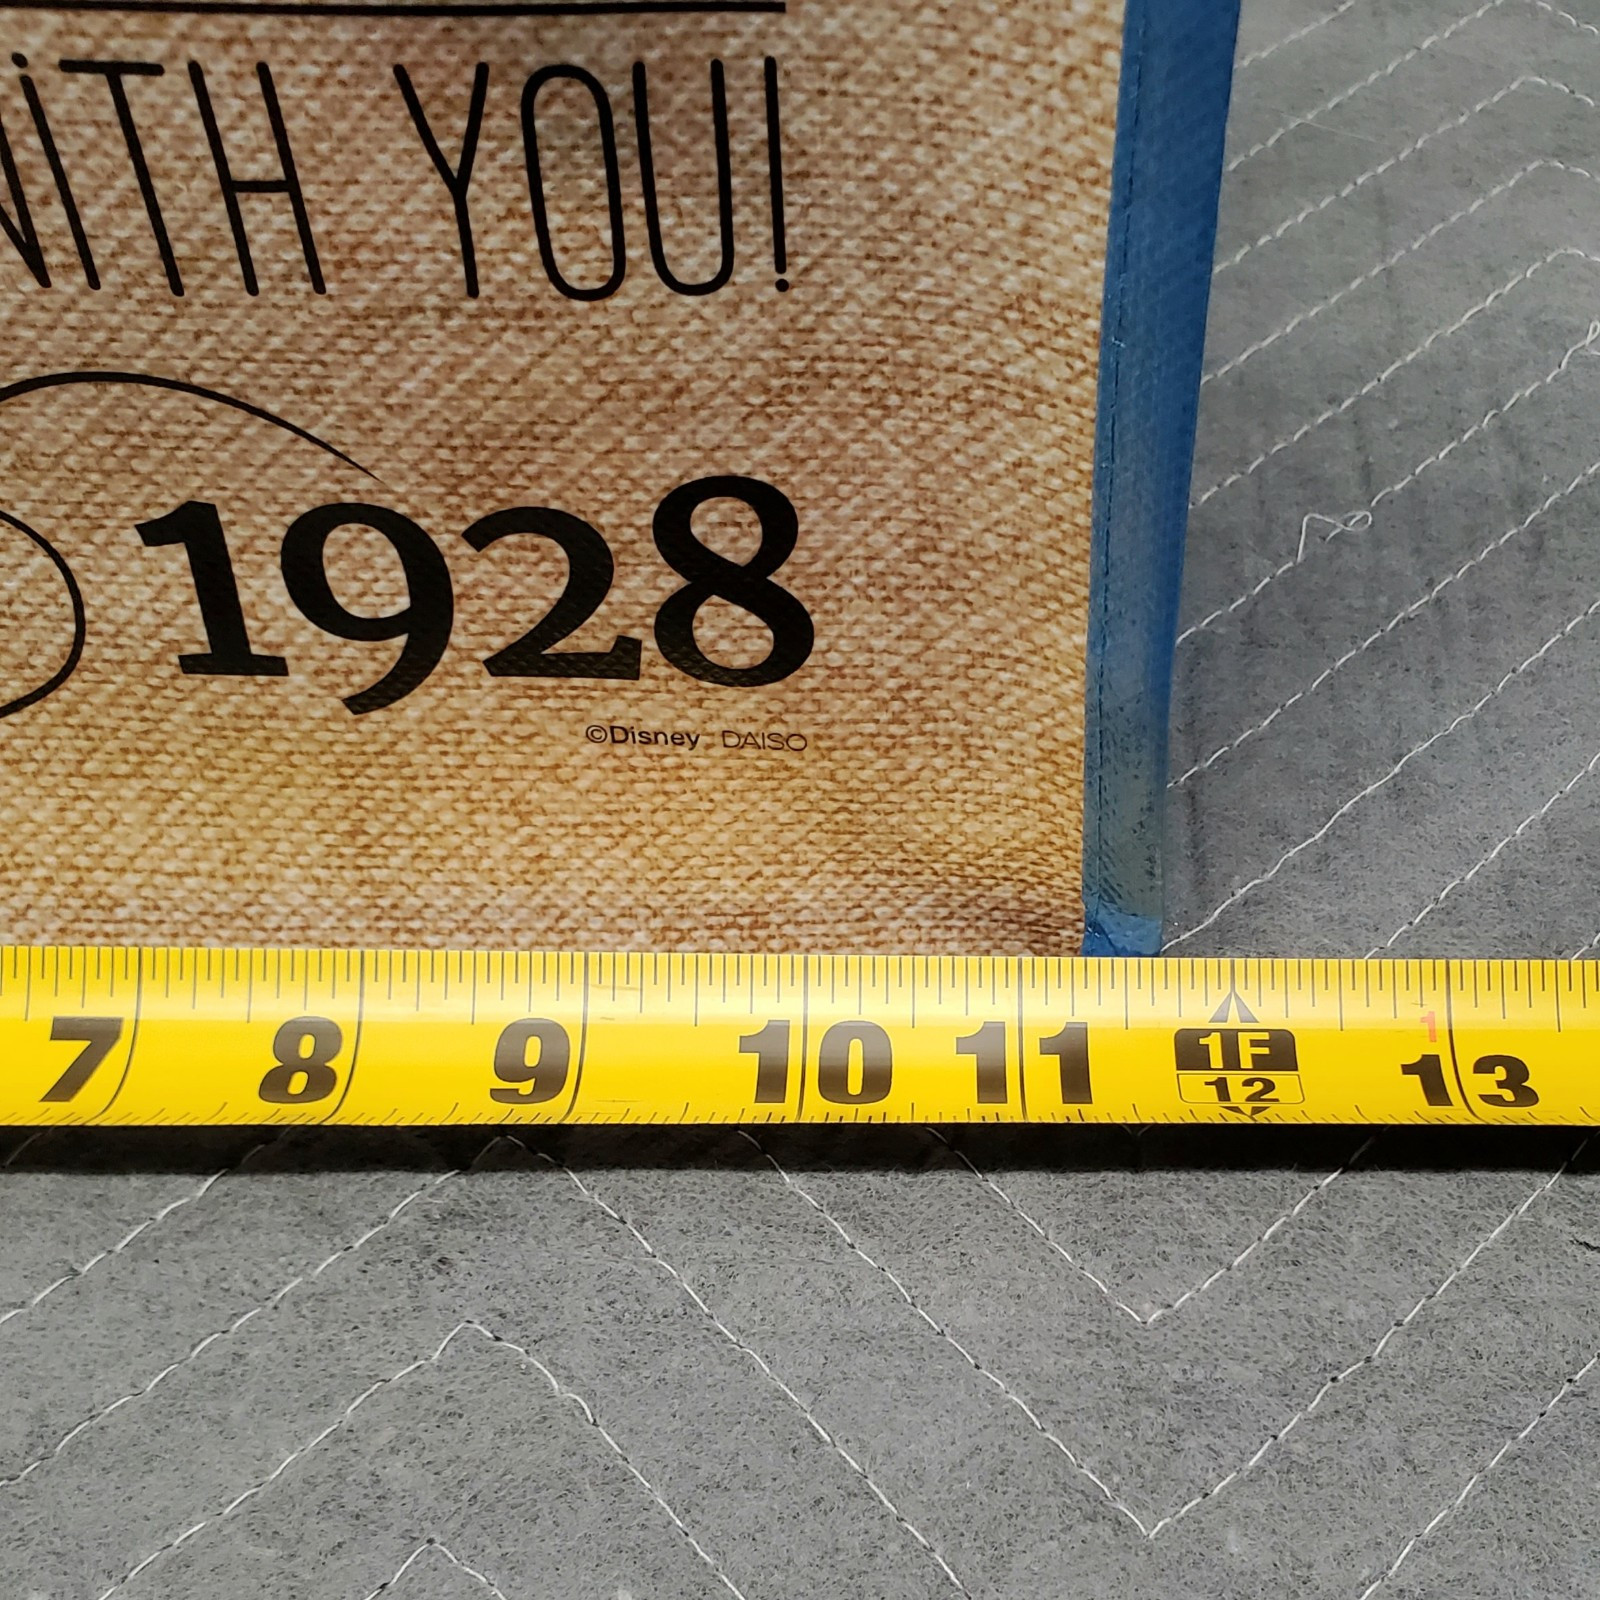 WiTH YOU!
1928
©Disney DAISO
7 8 9 10 11 1F 1 13
12